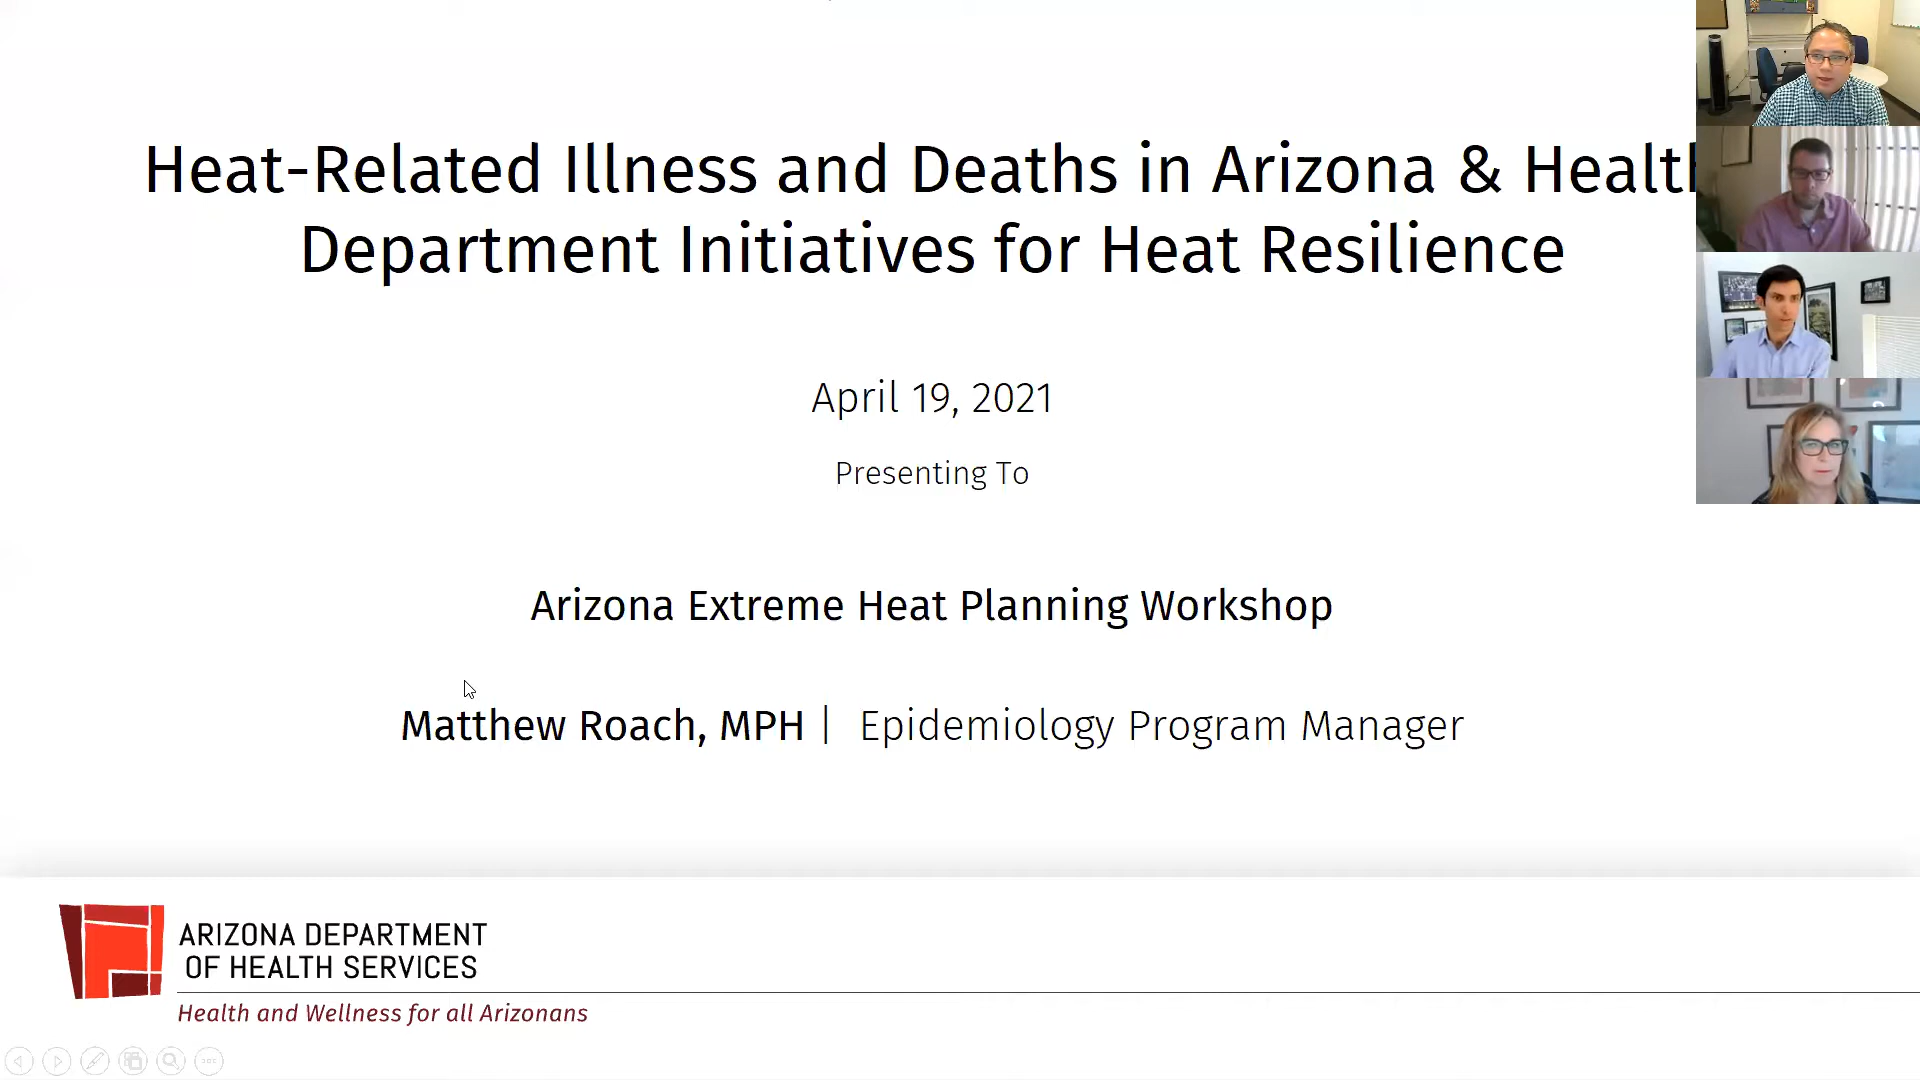 Heat-Related Illness and Deaths in Arizona & Health
Department Initiatives for Heat Resilience
April 19, 2021
Presenting To
Arizona Extreme Heat Planning Workshop
Matthew Roach, MPH | Epidemiology Program Manager
ARIZONA DEPARTMENT
OF HEALTH SERVICES
Health and Wellness for all Arizonans